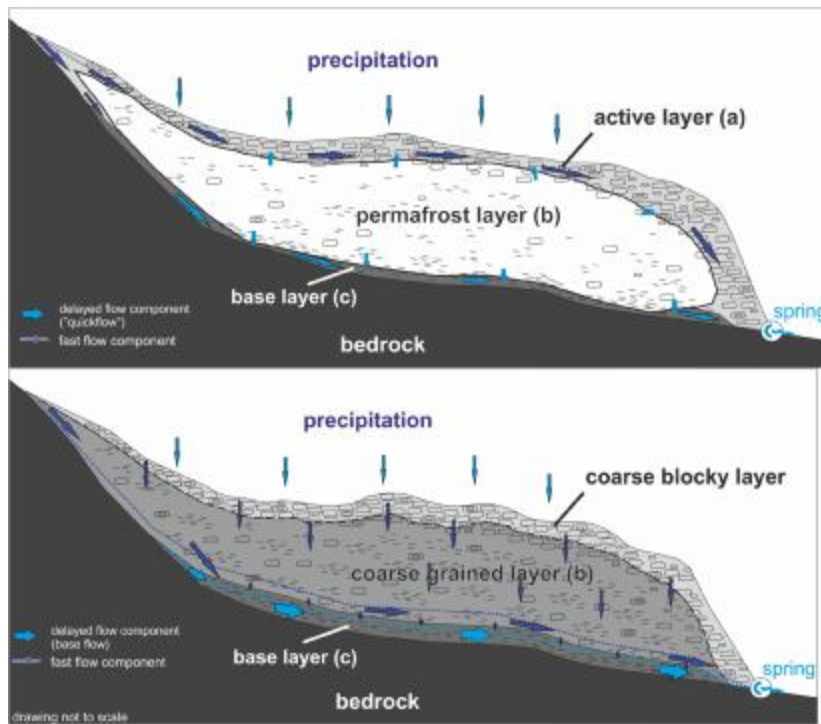 precipitation
active layer (a)
permafrost layer (b)
base layer (c)
delayed flow component
("quickflow")
fast flow component
bedrock
spring
precipitation
coarse blocky layer
coarse grained layer (b)
delayed flow component
(base flow)
fast flow component
base layer (c)
bedrock
spring
drawing not to scale